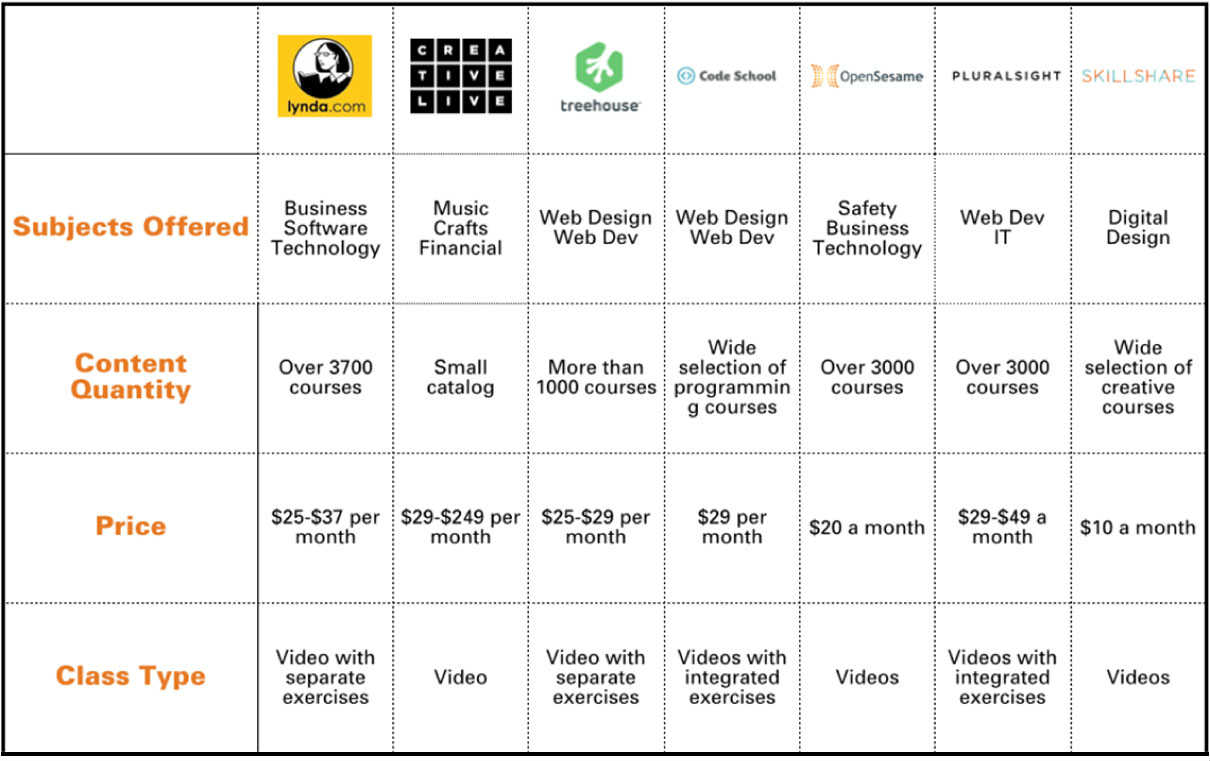 lynda.com
CREA
TIVE
LIVE
treehouse
Code School
OpenSesame
PLURALSIGHT
SKILLSHARE
Subjects Offered
Business
Software
Technology
Music
Crafts
Financial
Web Design
Web Dev
Web Design
Web Dev
Safety
Business
Technology
Web Dev
IT
Digital
Design
Content
Quantity
Over 3700
courses
Small
catalog
More than
1000 courses
Wide
selection of
programmin
g courses
Over 3000
courses
Over 3000
courses
Wide
selection of
creative
courses
Price
$25-$37 per
month
$29-$249 per
month
$25-$29 per
month
$29 per
month
$20 a month
$29-$49 a
month
$10 a month
Class Type
Video with
separate
exercises
Video
Video with
separate
exercises
Videos with
integrated
exercises
Videos
Videos with
integrated
exercises
Videos